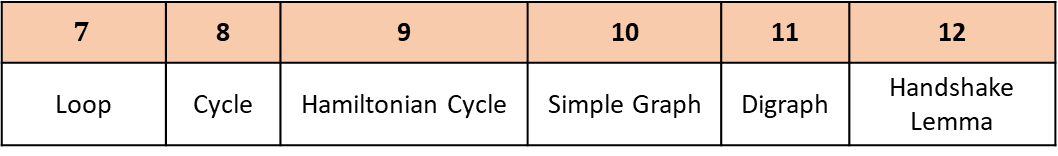 7 8 9 10 11 12
Loop Cycle Hamiltonian Cycle Simple Graph Digraph Handshake
Lemma